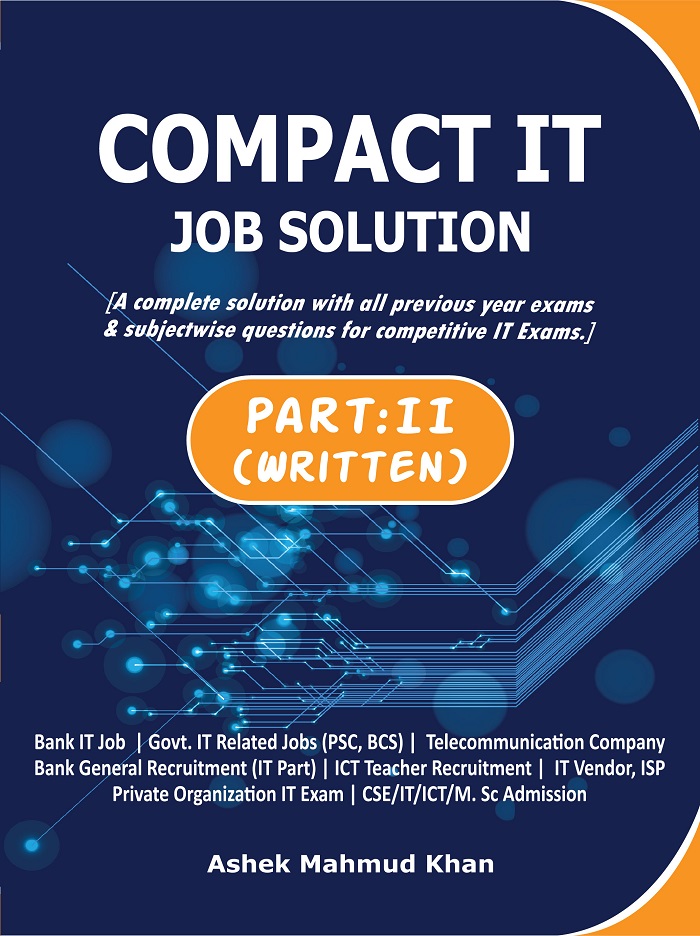 COMPACT IT
JOB SOLUTION
[A complete solution with all previous year exams
& subjectwise questions for competitive IT Exams.]
PART:II
(WRITTEN)
Bank IT Job | Govt. IT Related Jobs (PSC, BCS) | Telecommunication Company
Bank General Recruitment (IT Part) | ICT Teacher Recruitment | IT Vendor, ISP
Private Organization IT Exam | CSE/IT/ICT/M. Sc Admission
Ashek Mahmud Khan